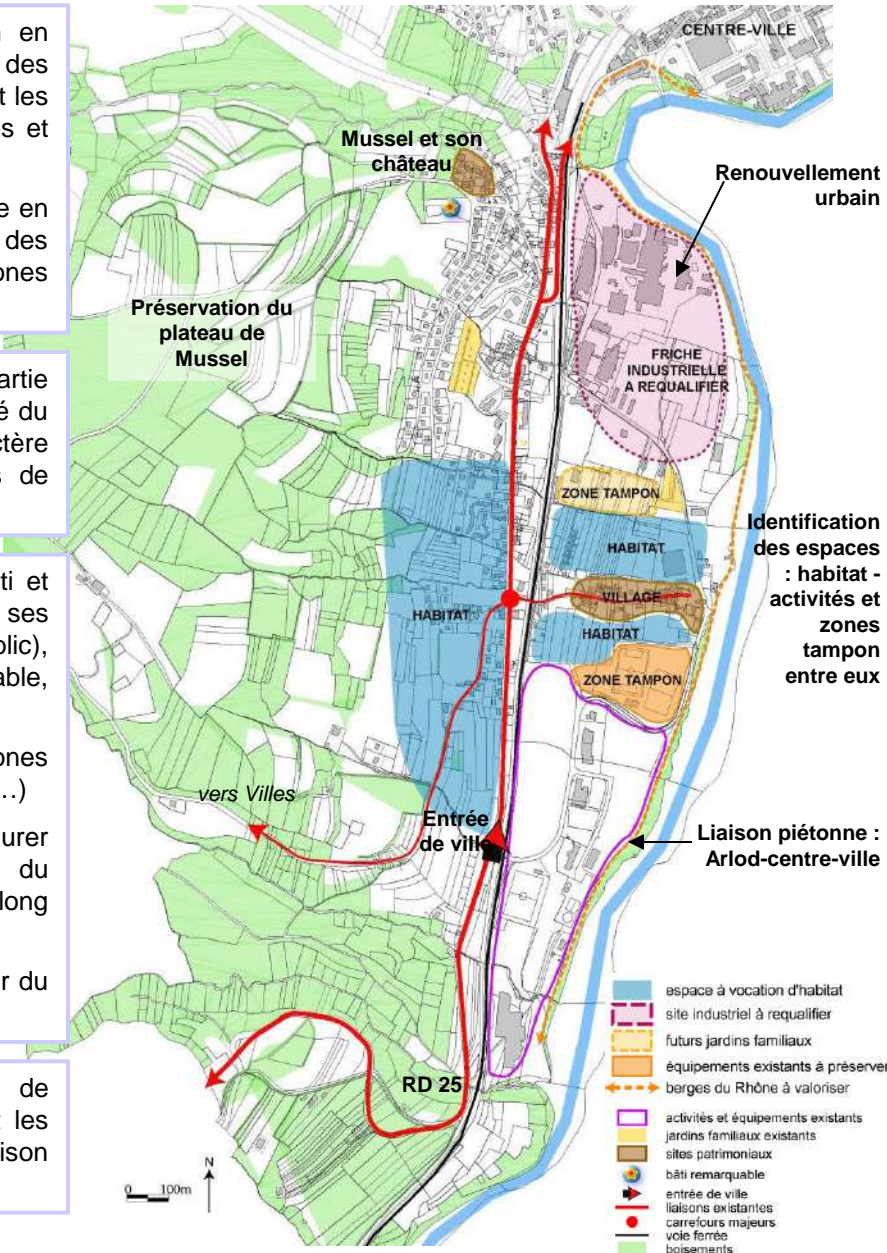 en
des
t les
s et
e en
des
ones
artie
é du
ctère
s de
ti et
ses
olic),
able,
ones
…)
urer
du
long
r du
de
t les
aison
CENTRE-VILLE
Mussel et son
château
Renouvellement
urbain
Préservation du
plateau de
Mussel
FRICHE
INDUSTRIELLE
A REQUALIFIER
ZONE TAMPON
HABITAT
VILLAGE
HABITAT
HABITAT
ZONE TAMPON
Identification
des espaces
: habitat -
activités et
zones
tampon
entre eux
vers Villes
Entrée
de ville
Liaison piétonne :
Arlod-centre-ville
RD 25
N
0 100m
espace à vocation d'habitat
site industriel à requalifier
futurs jardins familiaux
équipements existants à préserver
berges du Rhône à valoriser
activités et équipements existants
jardins familiaux existants
sites patrimoniaux
bâti remarquable
entrée de ville
liaisons existantes
carrefours majeurs
voie ferrée
boisements